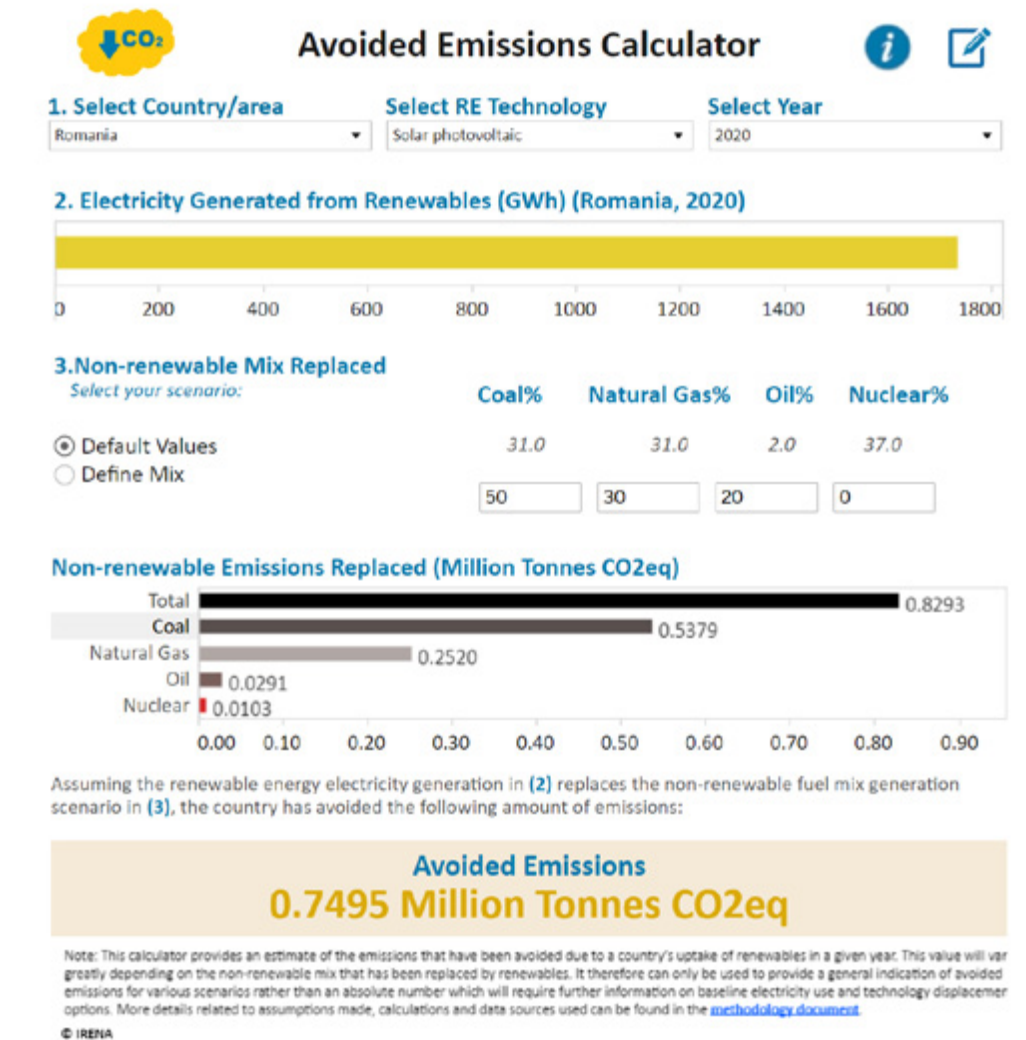 CO₂
Avoided Emissions Calculator
i
1. Select Country/area Select RE Technology Select Year
Romania Solar photovoltaic 2020
2. Electricity Generated from Renewables (GWh) (Romania, 2020)
0 200 400 600 800 1000 1200 1400 1600 1800
3.Non-renewable Mix Replaced
Select your scenario:
Coal% Natural Gas% Oil% Nuclear%
Default Values 31.0 31.0 2.0 37.0
Define Mix
50 30 20 0
Non-renewable Emissions Replaced (Million Tonnes CO2eq)
Total 0.8293
Coal 0.5379
Natural Gas 0.2520
Oil 0.0291
Nuclear 0.0103
0.00 0.10 0.20 0.30 0.40 0.50 0.60 0.70 0.80 0.90
Assuming the renewable energy electricity generation in (2) replaces the non-renewable fuel mix generation
scenario in (3), the country has avoided the following amount of emissions:
Avoided Emissions
0.7495 Million Tonnes CO2eq
Note: This calculator provides an estimate of the emissions that have been avoided due to a country's uptake of renewables in a given year. This value will var
greatly depending on the non-renewable mix that has been replaced by renewables. It therefore can only be used to provide a general indication of avoided
emissions for various scenarios rather than an absolute number which will require further information on baseline electricity use and technology displacemer
options. More details related to assumptions made, calculations and data sources used can be found in the methodology document.
© IRENA